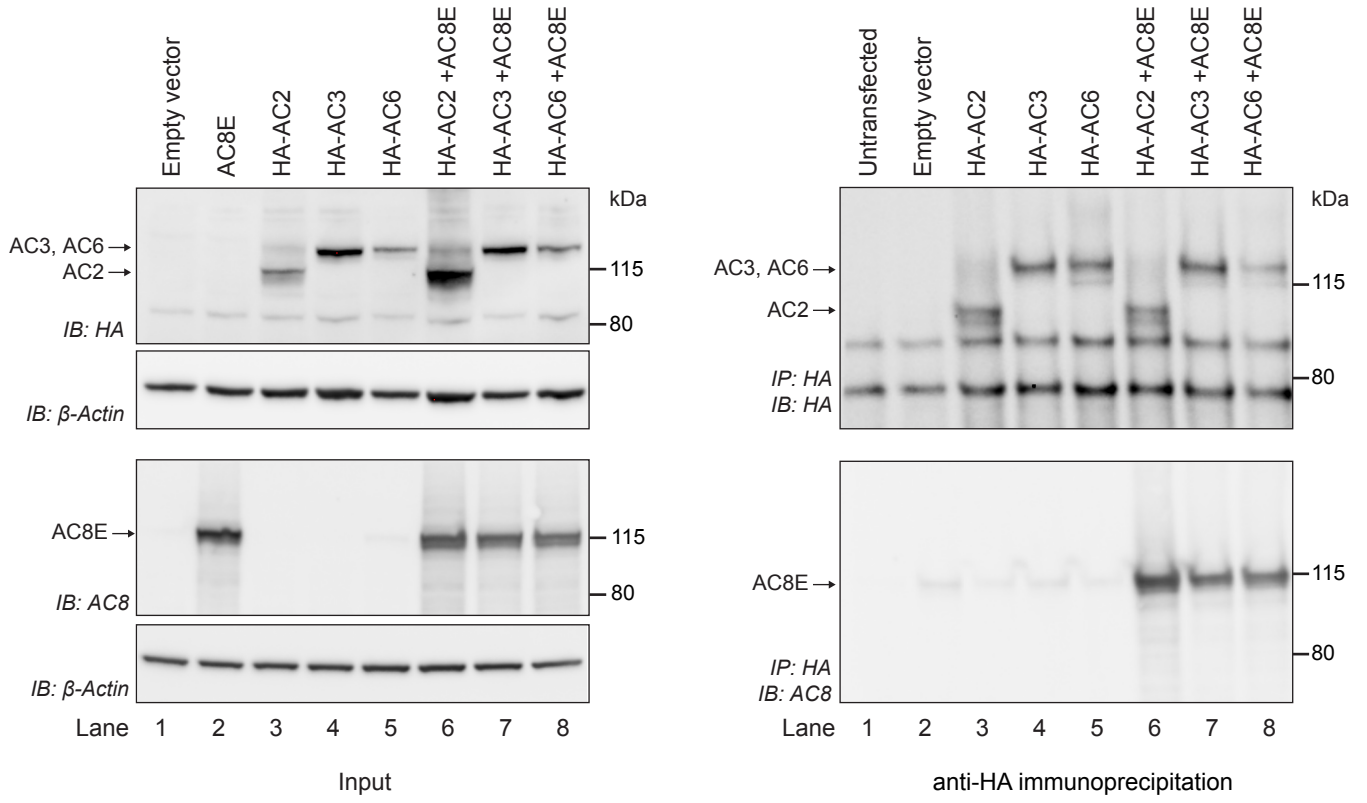 Empty vector
AC8E
HA-AC2
HA-AC3
HA-AC6
HA-AC2 +AC8E
HA-AC3 +AC8E
HA-AC6 +AC8E
kDa
AC3, AC6
AC2
115
80
IB: HA
IB: β-Actin
AC8E
115
80
IB: AC8
IB: β-Actin
Lane 1 2 3 4 5 6 7 8
Input
Untransfected
Empty vector
HA-AC2
HA-AC3
HA-AC6
HA-AC2 +AC8E
HA-AC3 +AC8E
HA-AC6 +AC8E
kDa
AC3, AC6
115
AC2
80
IP: HA
IB: HA
AC8E
115
80
IP: HA
IB: AC8
Lane 1 2 3 4 5 6 7 8
anti-HA immunoprecipitation